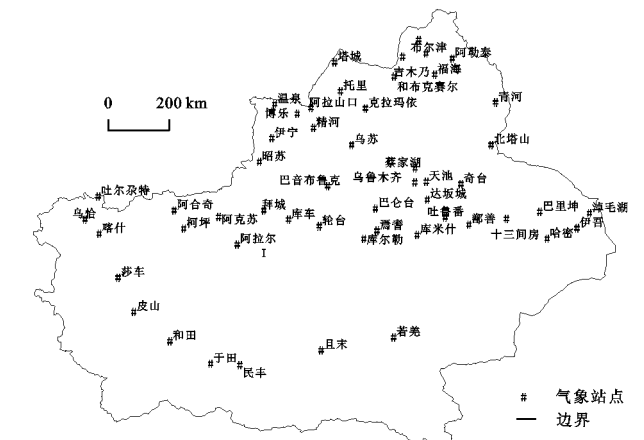 布尔津
塔城
阿勒泰
吉木乃
福海
和布克赛尔
托里
青河
0 200 km
温泉
阿拉山口
克拉玛依
博乐
精河
伊宁
乌苏
北塔山
昭苏
蔡家湖
巴音布鲁克
乌鲁木齐
天池
奇台
吐尔尕特
达坂城
乌恰
阿合奇
拜城
巴仑台
吐鲁番
巴里坤
淖毛湖
喀什
柯坪
阿克苏
库车
轮台
焉耆
鄯善
伊吾
阿拉尔
库尔勒
库米什
十三间房
哈密
I
莎车
皮山
和田
且末
若羌
于田
民丰
# 气象站点
— 边界